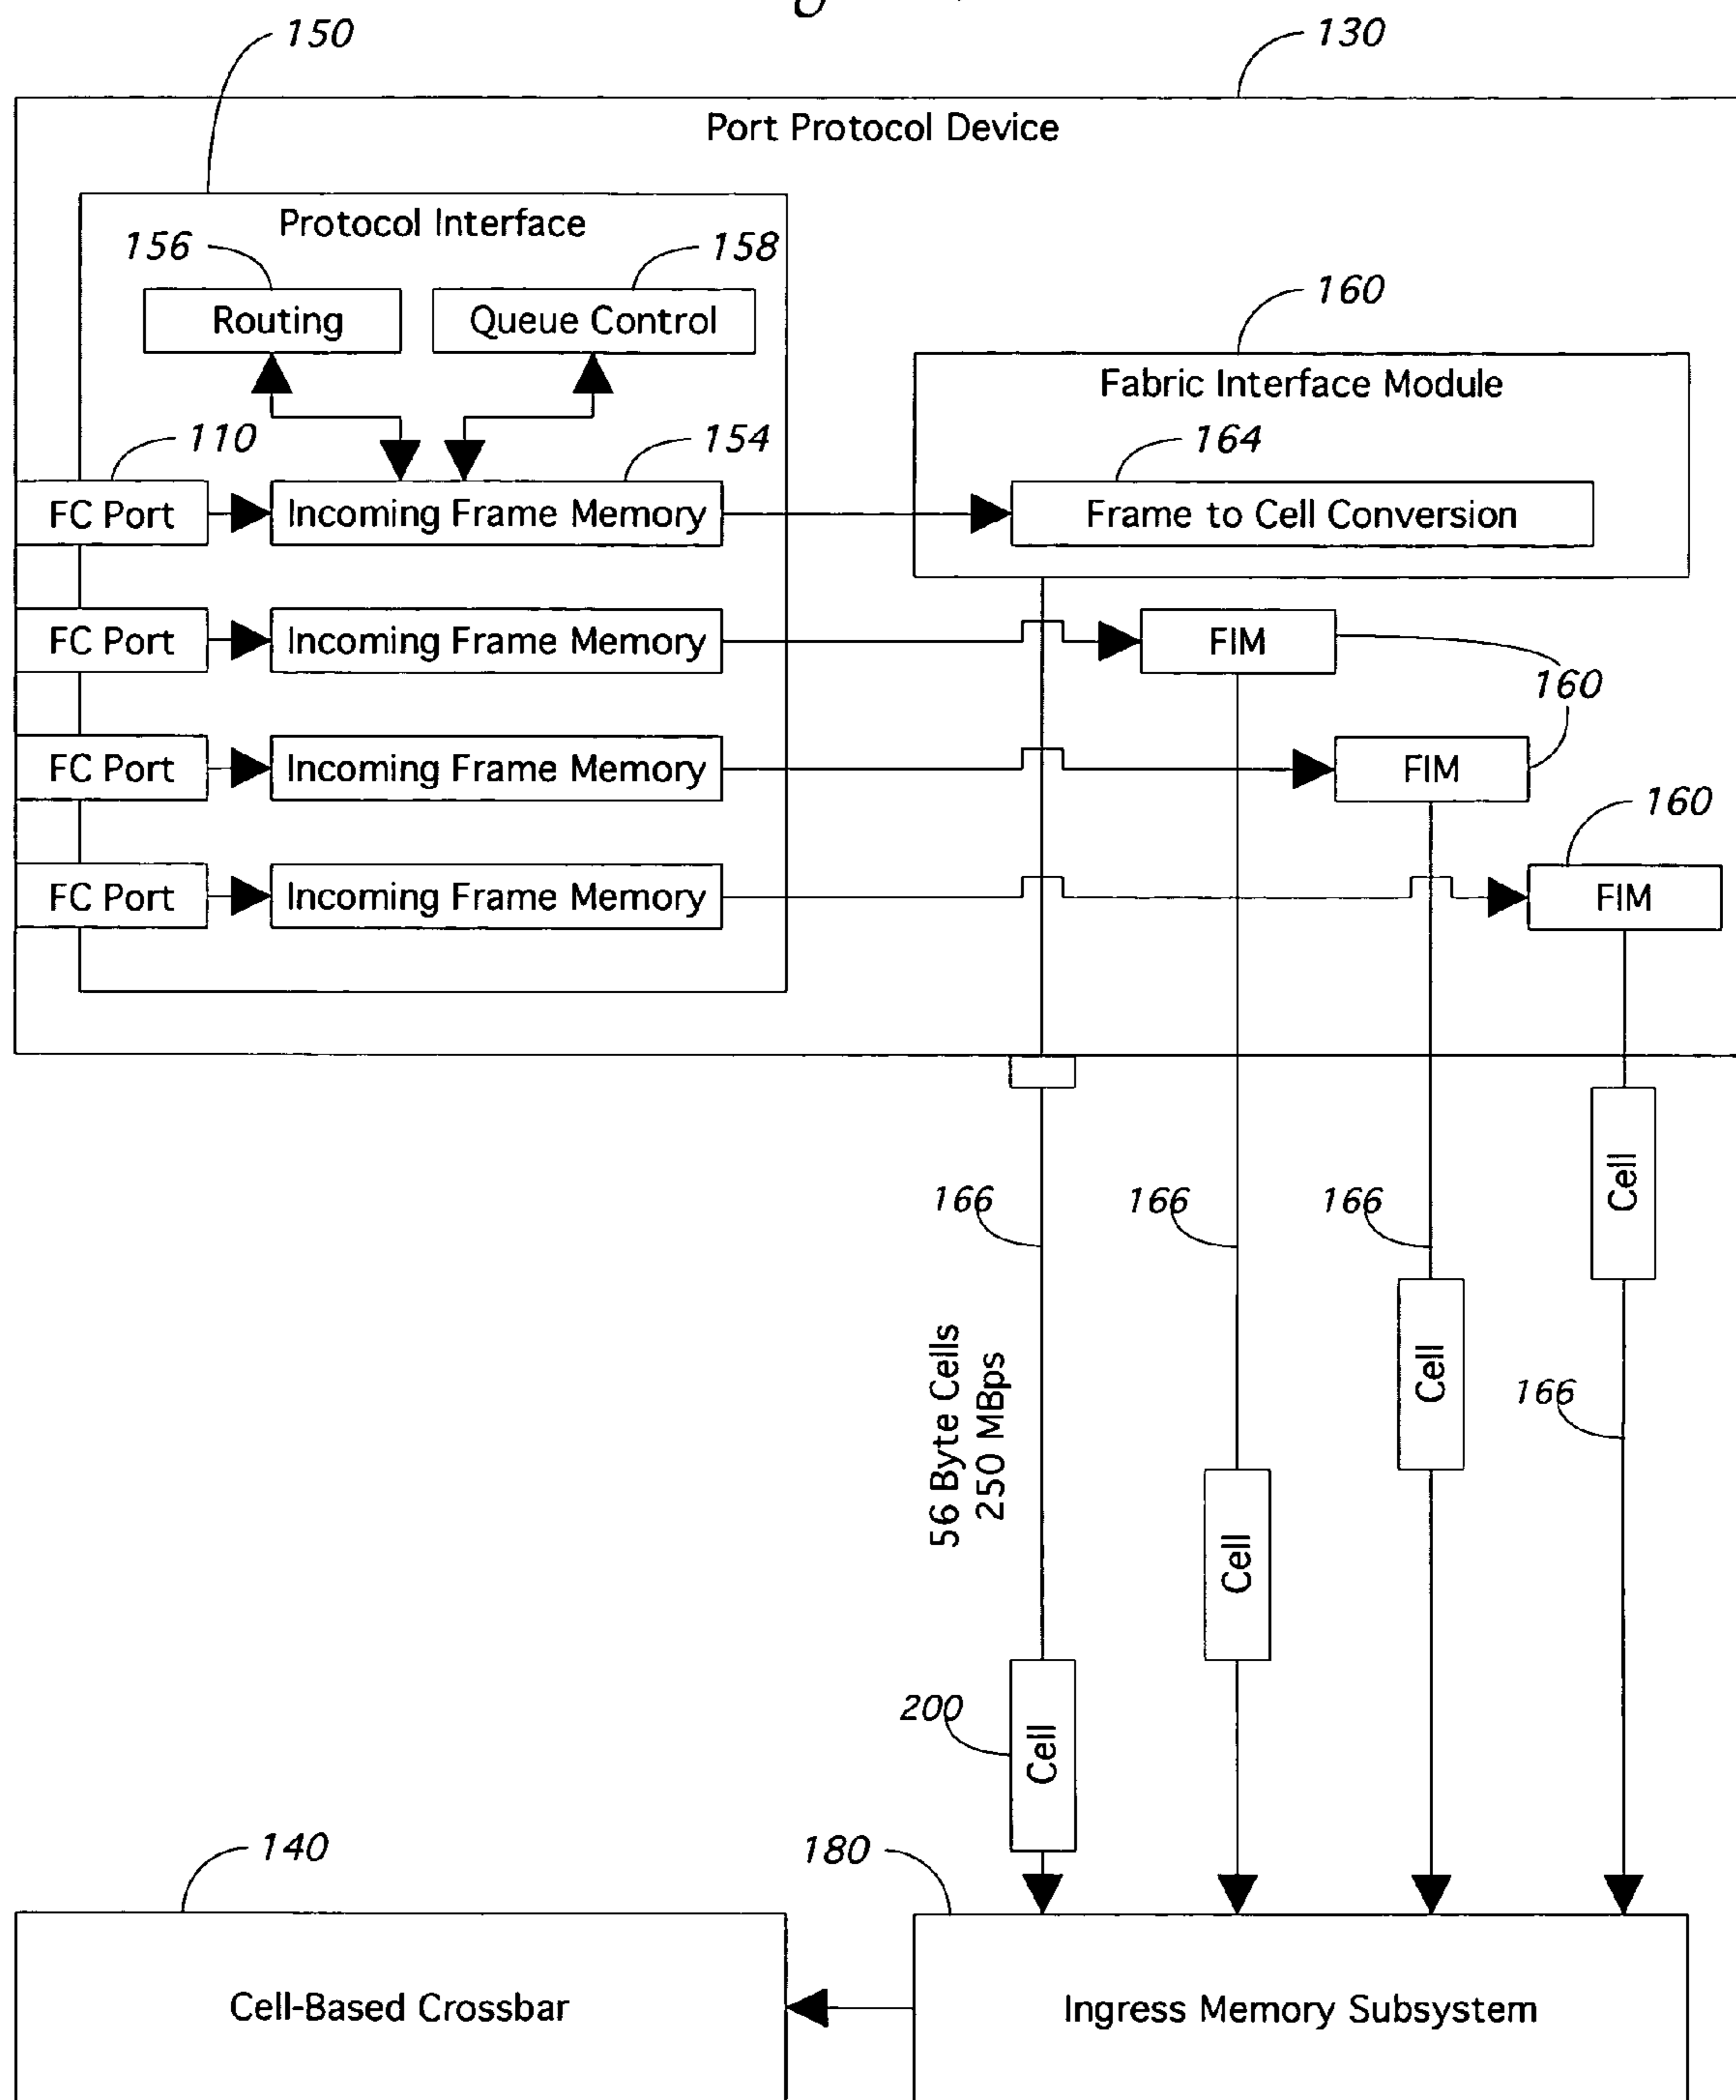 150
130
Port Protocol Device
Protocol Interface
156
158
160
Routing
Queue Control
Fabric Interface Module
110
154
164
FC Port
Incoming Frame Memory
Frame to Cell Conversion
FC Port
Incoming Frame Memory
FIM
160
FC Port
Incoming Frame Memory
FIM
160
FC Port
Incoming Frame Memory
FIM
Cell
166
166
166
56 Byte Cells
250 MBps
Cell
166
Cell
200
Cell
140
180
Cell-Based Crossbar
Ingress Memory Subsystem